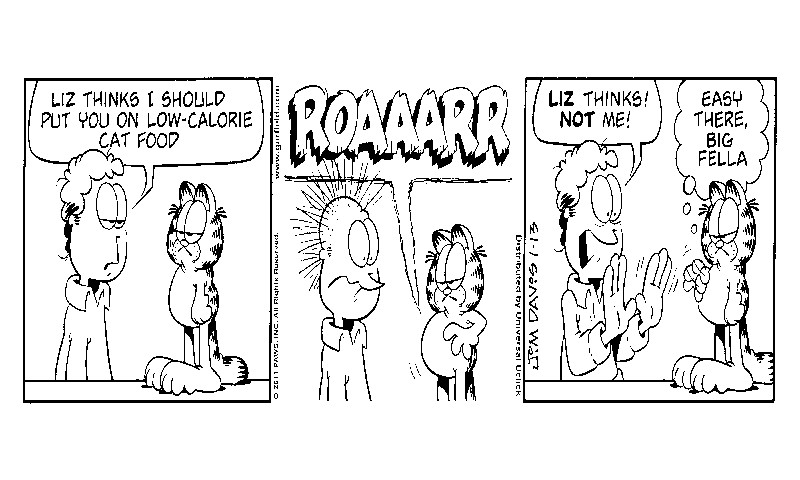 LIZ THINKS I SHOULD
PUT YOU ON LOW-CALORIE
CAT FOOD
www.garfield.com
© 2011 PAWS, INC. All Rights Reserved.
ROAAAARR
Distributed by Universal Uclick
JIM DAVIS 1-13
LIZ THINKS!
NOT ME!
EASY
THERE,
BIG
FELLA